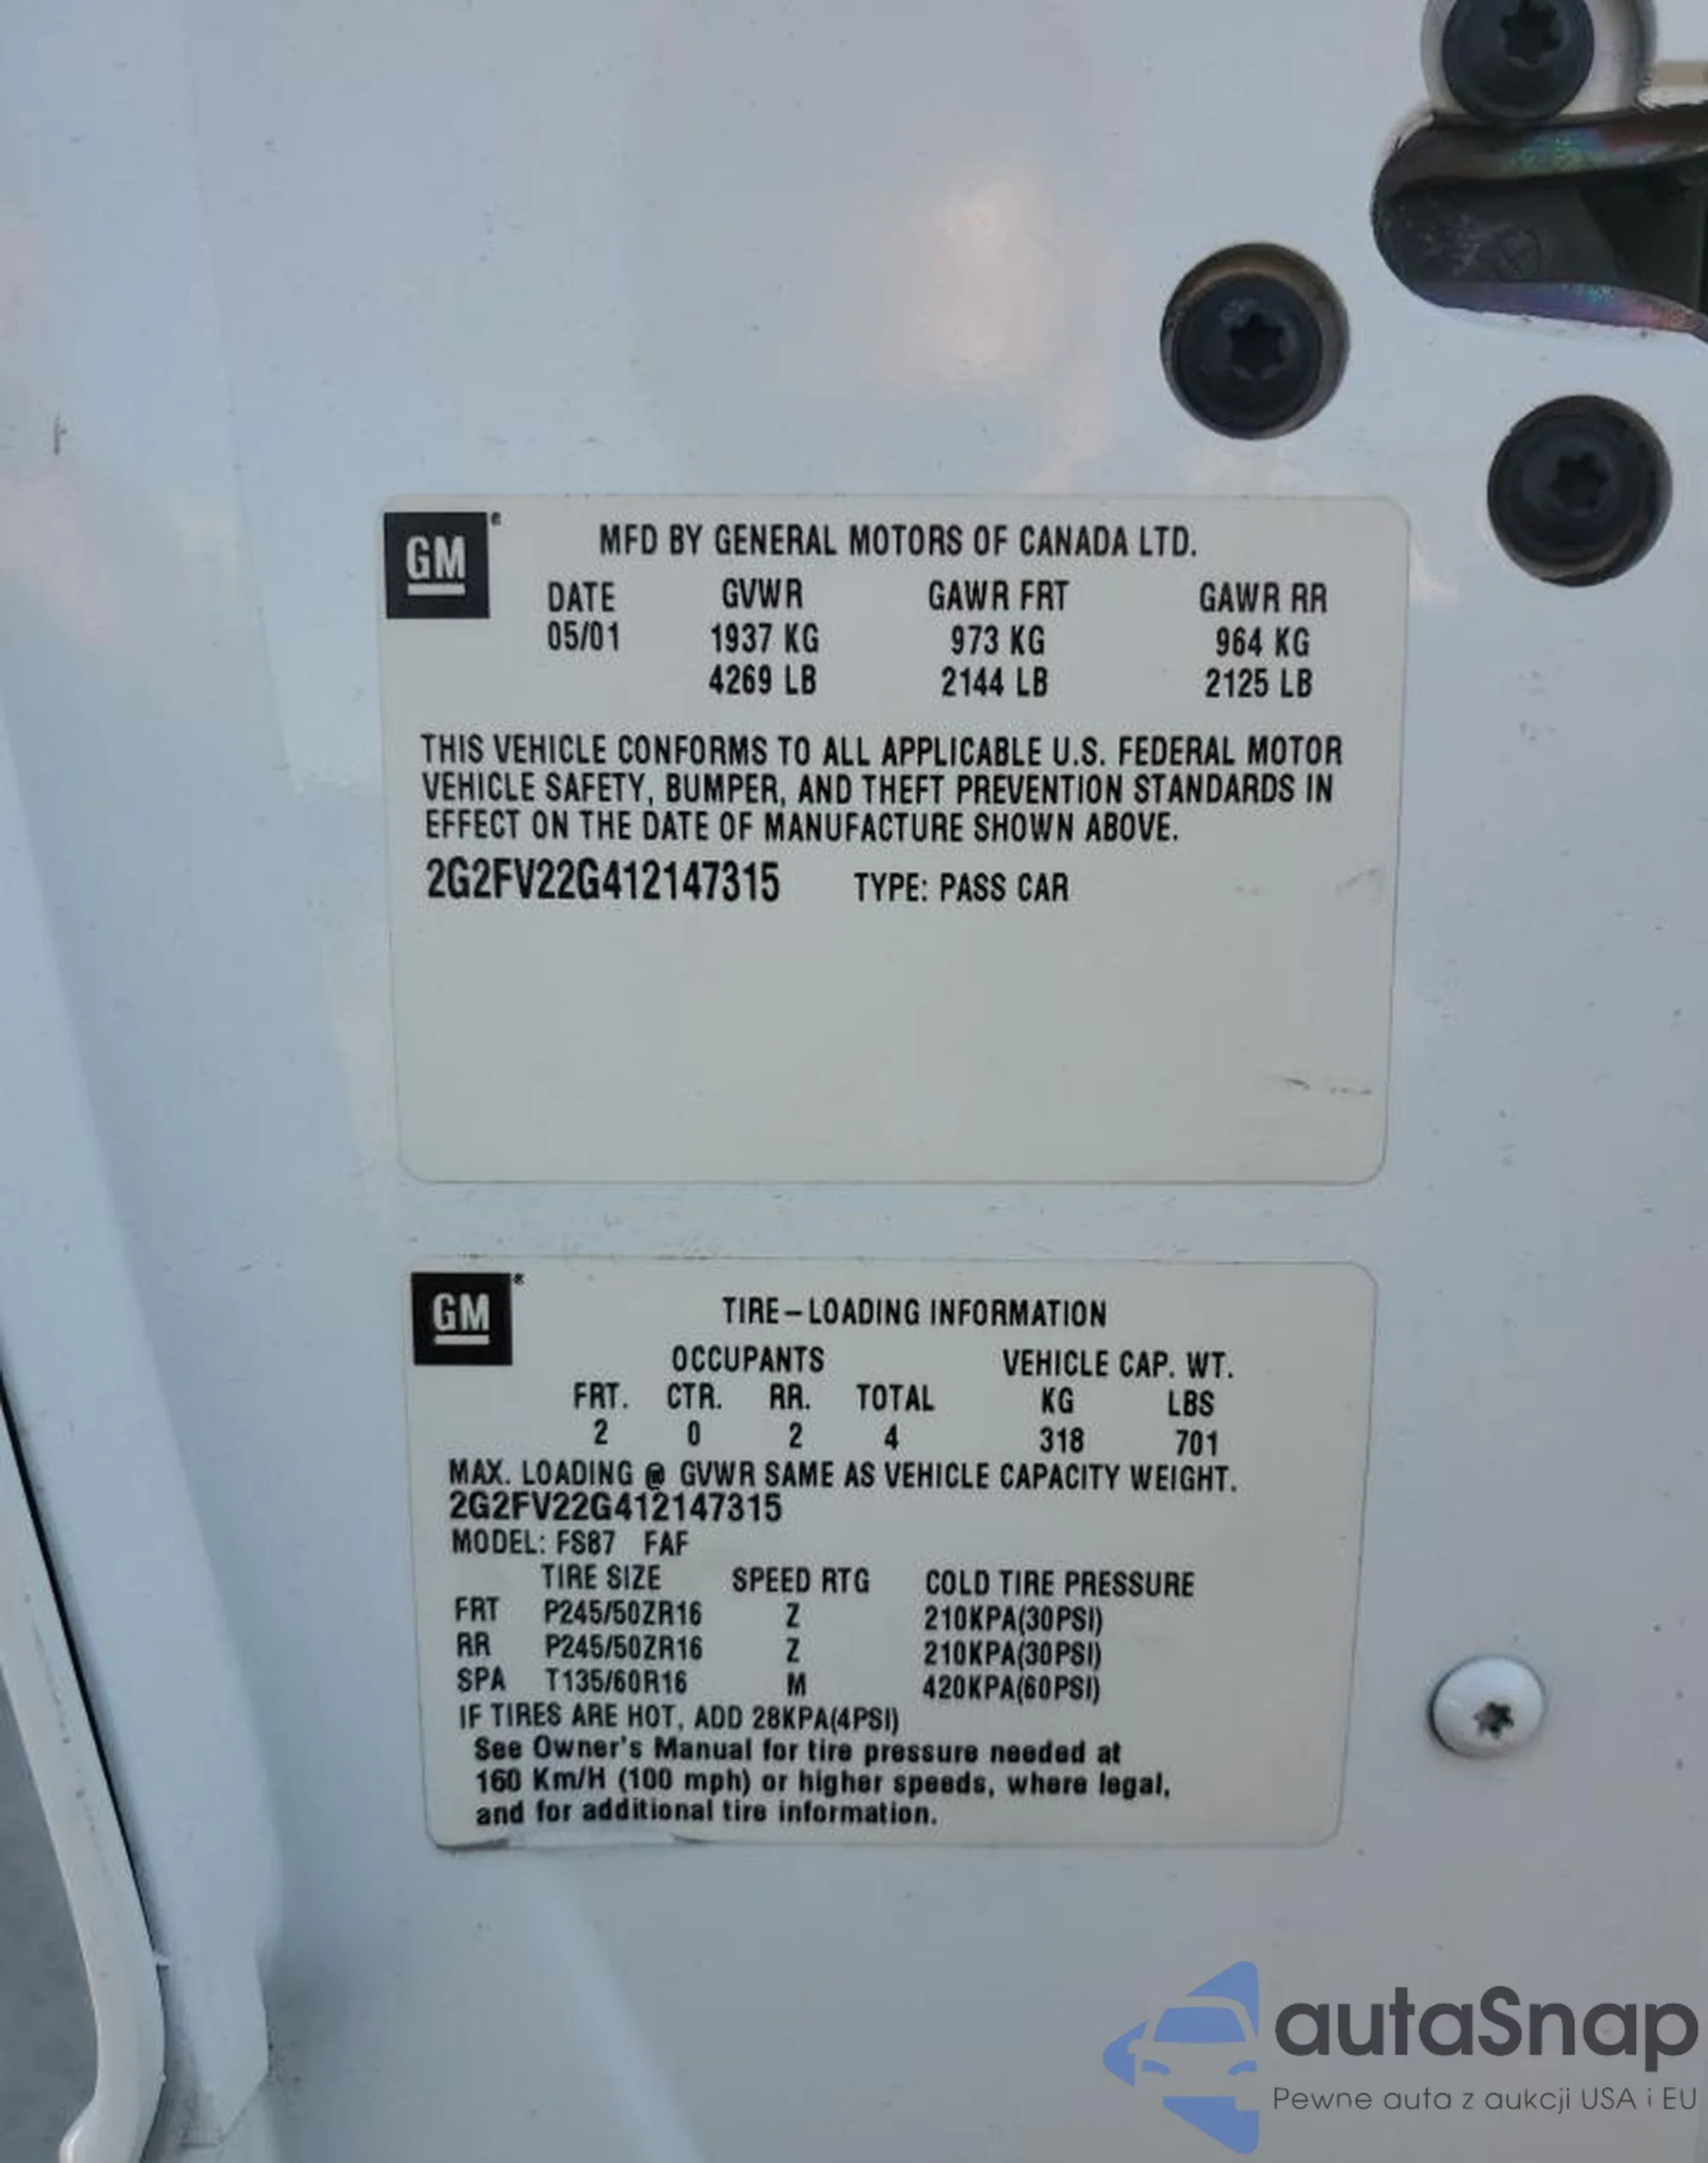 GM®
MFD BY GENERAL MOTORS OF CANADA LTD.
DATE GVWR GAWR FRT GAWR RR
05/01 1937 KG 973 KG 964 KG
4269 LB 2144 LB 2125 LB
THIS VEHICLE CONFORMS TO ALL APPLICABLE U.S. FEDERAL MOTOR
VEHICLE SAFETY, BUMPER, AND THEFT PREVENTION STANDARDS IN
EFFECT ON THE DATE OF MANUFACTURE SHOWN ABOVE.
2G2FV22G412147315 TYPE: PASS CAR
GM®
TIRE-LOADING INFORMATION
OCCUPANTS VEHICLE CAP. WT.
FRT. CTR. RR. TOTAL KG LBS
2 0 2 4 318 701
MAX. LOADING @ GVWR SAME AS VEHICLE CAPACITY WEIGHT.
2G2FV22G412147315
MODEL: FS87 FAF
TIRE SIZE SPEED RTG COLD TIRE PRESSURE
FRT P245/50ZR16 Z 210KPA(30PSI)
RR P245/50ZR16 Z 210KPA(30PSI)
SPA T135/60R16 M 420KPA(60PSI)
IF TIRES ARE HOT, ADD 28KPA(4PSI)
See Owner's Manual for tire pressure needed at
160 Km/H (100 mph) or higher speeds, where legal,
and for additional tire information.
autaSnap
Pewne auta z aukcji USA i EU